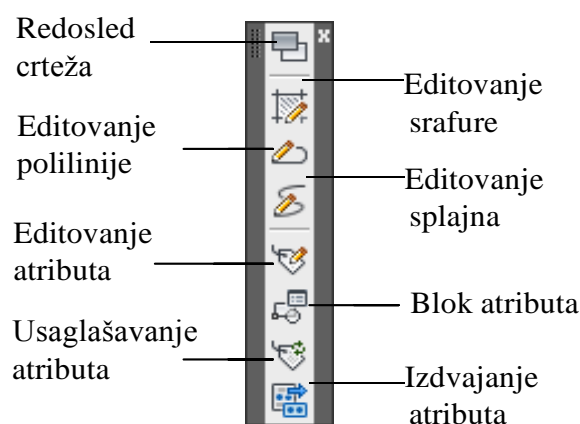 Redosled
crteža
Editovanje
srafure
Editovanje
polilinije
Editovanje
splajna
Editovanje
atributa
Blok atributa
Usaglašavanje
atributa
Izdvajanje
atributa